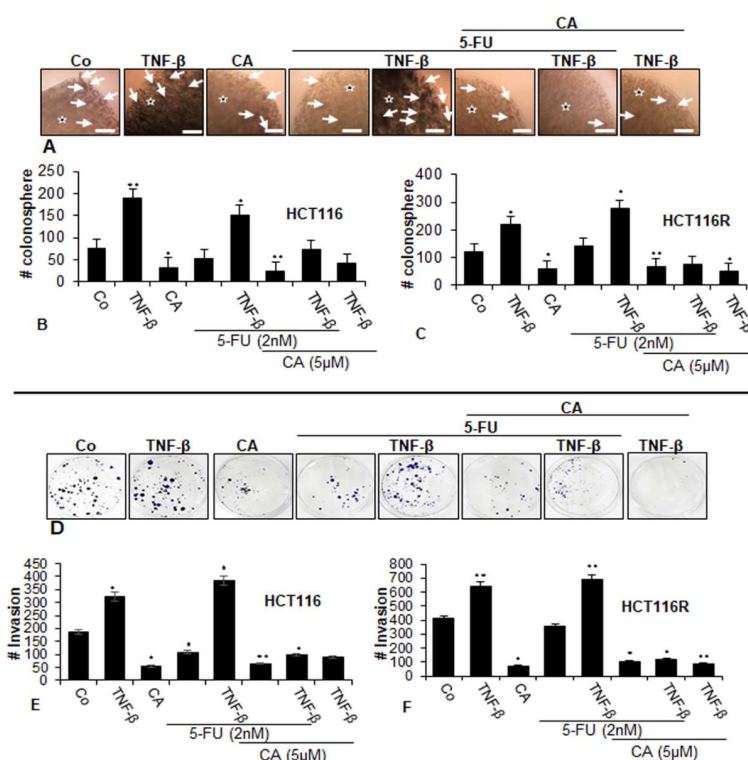 CA
5-FU
Co TNF-β CA TNF-β TNF-β TNF-β
A
250
200
150
100
50
0
# colonosphere
HCT116
** * * * **
Co TNF-β CA TNF-β TNF-β TNF-β
5-FU (2nM)
CA (5µM)
B
400
300
200
100
0
# colonosphere
HCT116R
* * * ** *
Co TNF-β CA TNF-β TNF-β TNF-β
5-FU (2nM)
CA (5µM)
C
CA
5-FU
Co TNF-β CA TNF-β TNF-β TNF-β
D
450
400
350
300
250
200
150
100
50
0
# Invasion
HCT116
* * * * ** *
Co TNF-β CA TNF-β TNF-β TNF-β
5-FU (2nM)
CA (5µM)
E
800
700
600
500
400
300
200
100
0
# Invasion
HCT116R
** * ** * * **
Co TNF-β CA TNF-β TNF-β TNF-β
5-FU (2nM)
CA (5µM)
F